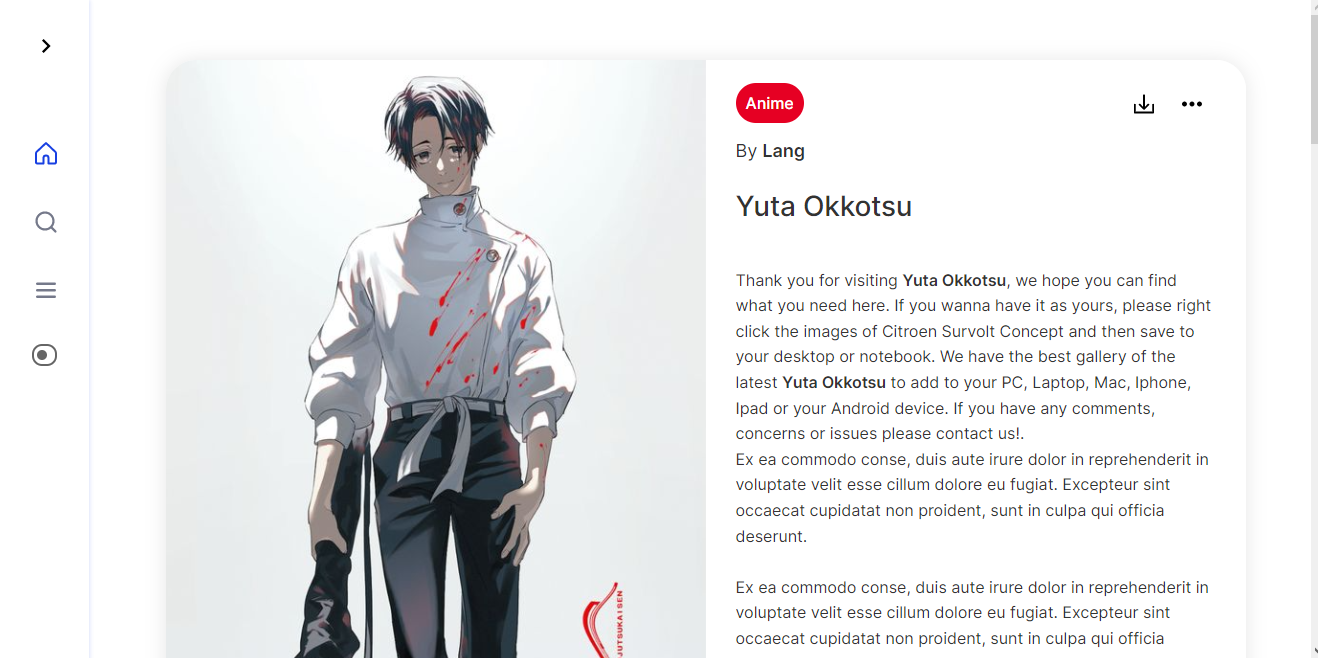 Anime
By Lang
Yuta Okkotsu
Thank you for visiting Yuta Okkotsu, we hope you can find
what you need here. If you wanna have it as yours, please right
click the images of Citroen Survolt Concept and then save to
your desktop or notebook. We have the best gallery of the
latest Yuta Okkotsu to add to your PC, Laptop, Mac, Iphone,
Ipad or your Android device. If you have any comments,
concerns or issues please contact us!.
Ex ea commodo conse, duis aute irure dolor in reprehenderit in
voluptate velit esse cillum dolore eu fugiat. Excepteur sint
occaecat cupidatat non proident, sunt in culpa qui officia
deserunt.
Ex ea commodo conse, duis aute irure dolor in reprehenderit in
voluptate velit esse cillum dolore eu fugiat. Excepteur sint
occaecat cupidatat non proident, sunt in culpa qui officia
JUTSUKAISEN